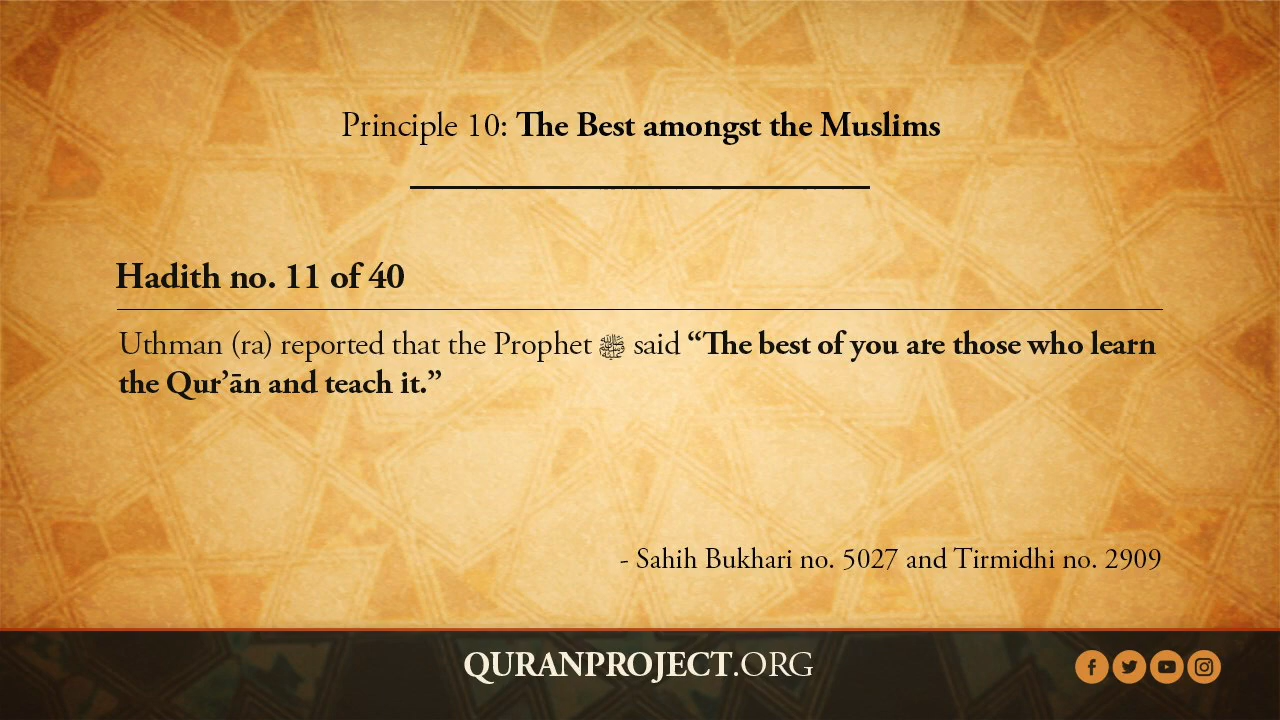 Principle 10: The Best amongst the Muslims
Hadith no. 11 of 40
Uthman (ra) reported that the Prophet ﷺ said “The best of you are those who learn
the Qur’ān and teach it.”
- Sahih Bukhari no. 5027 and Tirmidhi no. 2909
QURANPROJECT.ORG